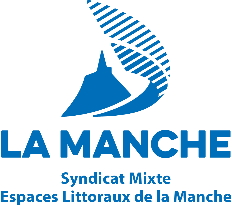 LA MANCHE
Syndicat Mixte
Espaces Littoraux de la Manche